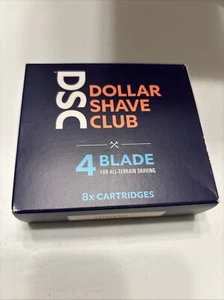 DSC
DOLLAR
SHAVE
CLUB
4 BLADE
FOR ALL-TERRAIN SHAVING
8x CARTRIDGES